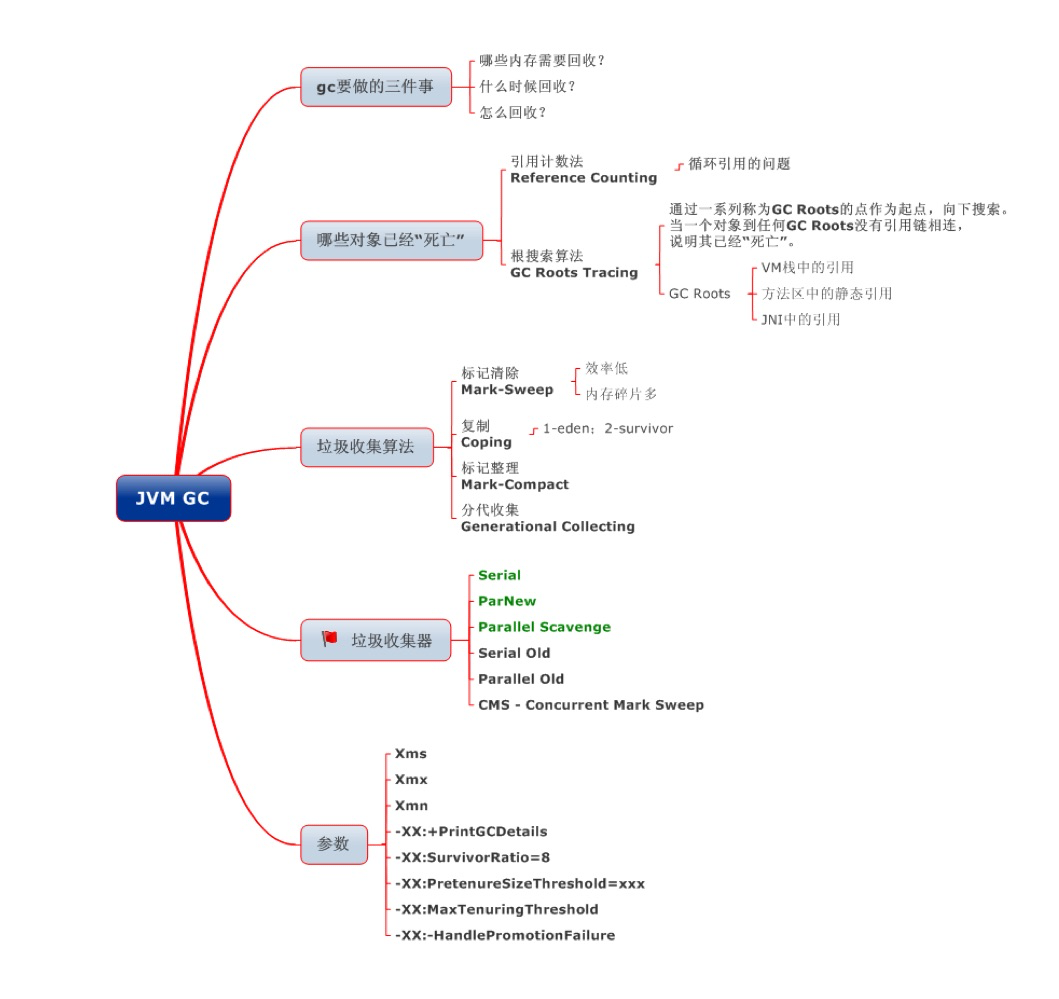 JVM GC
gc要做的三件事
哪些内存需要回收？
什么时候回收？
怎么回收？
哪些对象已经“死亡”
引用计数法
Reference Counting
循环引用的问题
根搜索算法
GC Roots Tracing
通过一系列称为GC Roots的点作为起点，向下搜索。
当一个对象到任何GC Roots没有引用链相连，
说明其已经“死亡”。
GC Roots
VM栈中的引用
方法区中的静态引用
JNI中的引用
垃圾收集算法
标记清除
Mark-Sweep
效率低
内存碎片多
复制
Coping
1-eden；2-survivor
标记整理
Mark-Compact
分代收集
Generational Collecting
垃圾收集器
Serial
ParNew
Parallel Scavenge
Serial Old
Parallel Old
CMS - Concurrent Mark Sweep
参数
Xms
Xmx
Xmn
-XX:+PrintGCDetails
-XX:SurvivorRatio=8
-XX:PretenureSizeThreshold=xxx
-XX:MaxTenuringThreshold
-XX:-HandlePromotionFailure